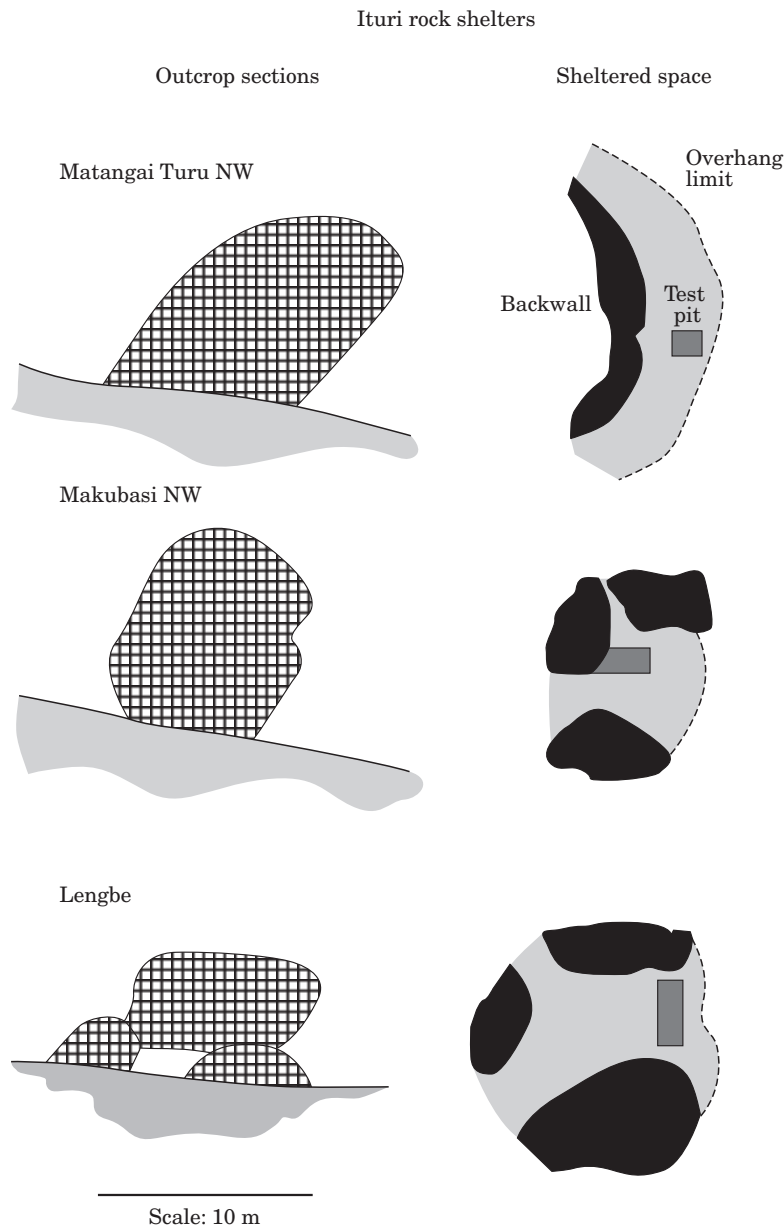 Ituri rock shelters
Outcrop sections
Sheltered space
Matangai Turu NW
Overhang
limit
Backwall
Test
pit
Makubasi NW
Lengbe
Scale: 10 m